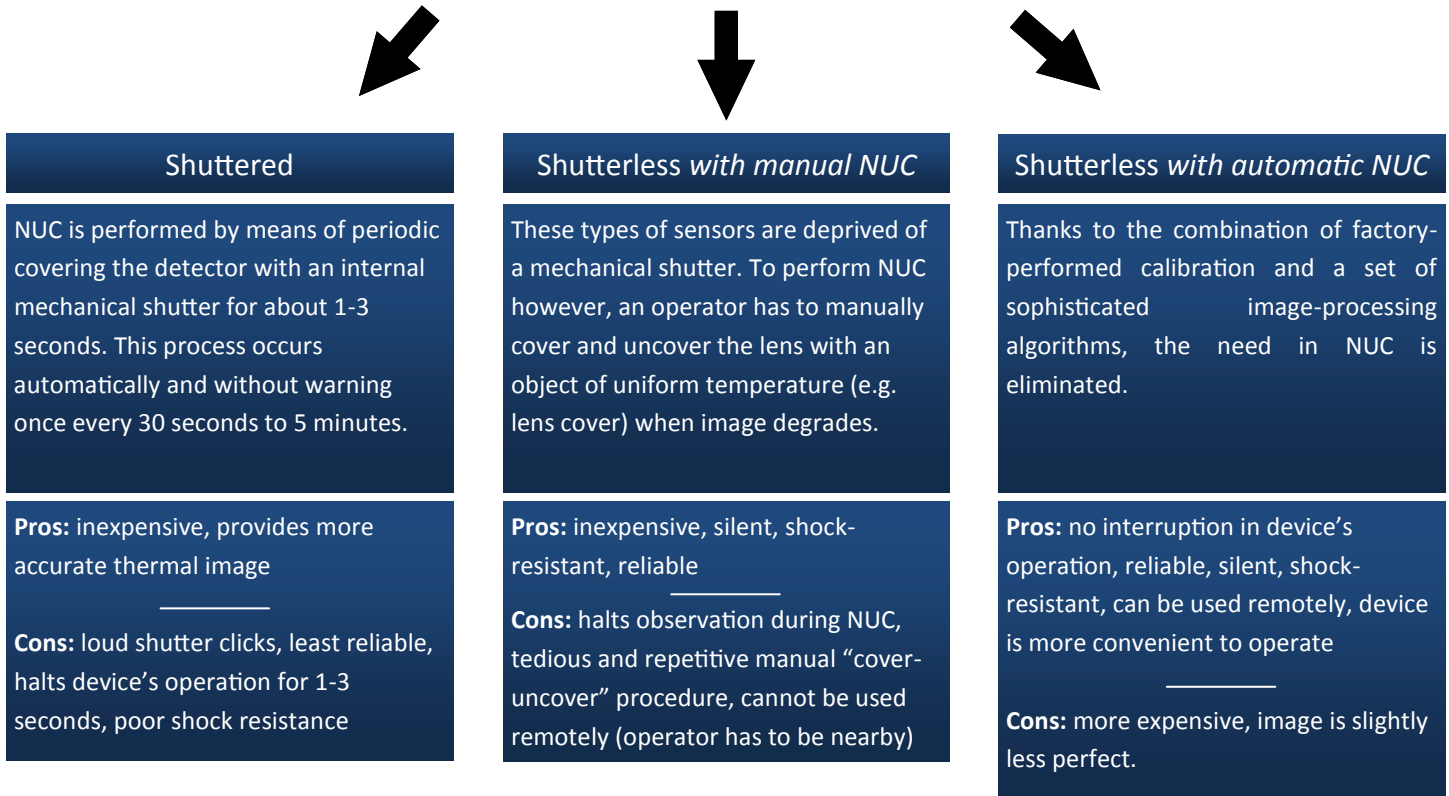 Shuttered
NUC is performed by means of periodic
covering the detector with an internal
mechanical shutter for about 1-3
seconds. This process occurs
automatically and without warning
once every 30 seconds to 5 minutes.
Pros: inexpensive, provides more
accurate thermal image
Cons: loud shutter clicks, least reliable,
halts device’s operation for 1-3
seconds, poor shock resistance
Shutterless with manual NUC
These types of sensors are deprived of
a mechanical shutter. To perform NUC
however, an operator has to manually
cover and uncover the lens with an
object of uniform temperature (e.g.
lens cover) when image degrades.
Pros: inexpensive, silent, shock-
resistant, reliable
Cons: halts observation during NUC,
tedious and repetitive manual “cover-
uncover” procedure, cannot be used
remotely (operator has to be nearby)
Shutterless with automatic NUC
Thanks to the combination of factory-
performed calibration and a set of
sophisticated image-processing
algorithms, the need in NUC is
eliminated.
Pros: no interruption in device’s
operation, reliable, silent, shock-
resistant, can be used remotely, device
is more convenient to operate
Cons: more expensive, image is slightly
less perfect.